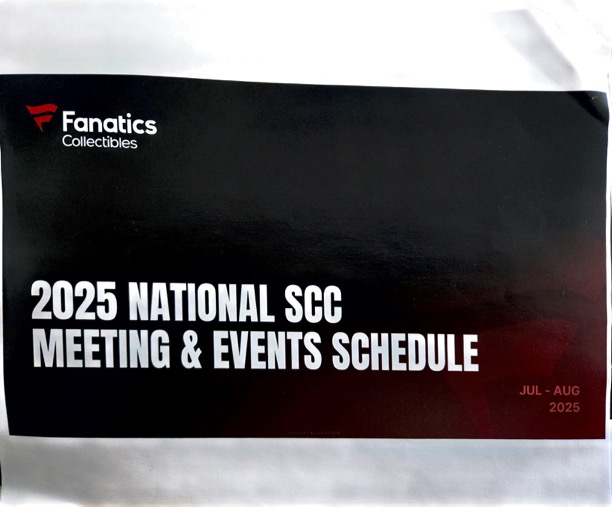 Fanatics
Collectibles
2025 NATIONAL SCC
MEETING & EVENTS SCHEDULE
JUL - AUG
2025